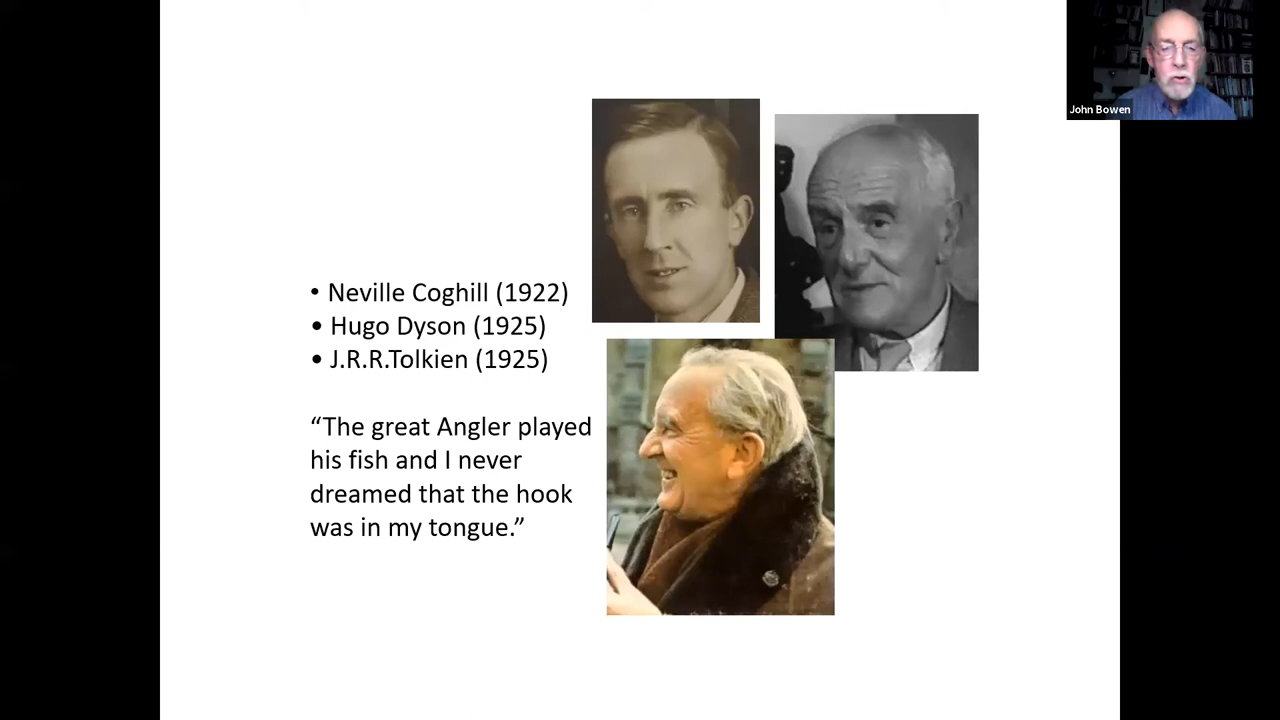 John Bowen
• Neville Coghill (1922)
• Hugo Dyson (1925)
• J.R.R.Tolkien (1925)
“The great Angler played
his fish and I never
dreamed that the hook
was in my tongue.”